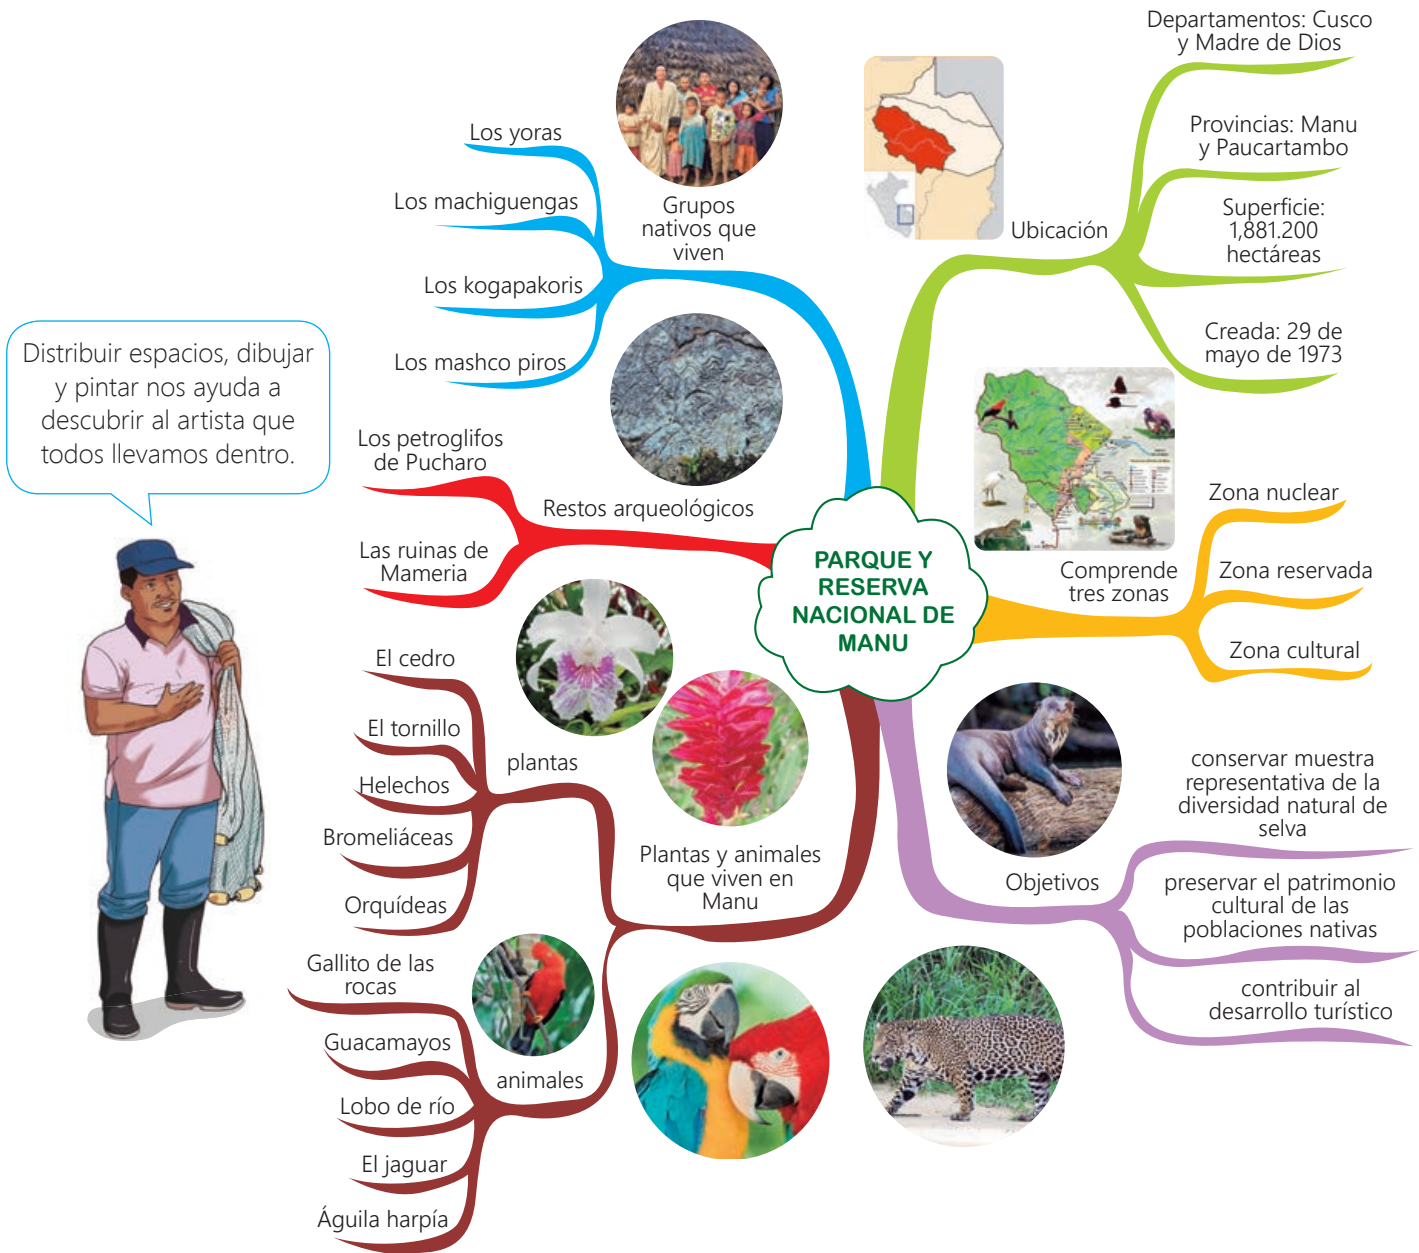 Departamentos: Cusco
y Madre de Dios
Provincias: Manu
y Paucartambo
Superficie:
1,881.200
hectáreas
Creada: 29 de
mayo de 1973
Ubicación
Los yoras
Los machiguengas
Los kogapakoris
Los mashco piros
Grupos
nativos que
viven
Distribuir espacios, dibujar
y pintar nos ayuda a
descubrir al artista que
todos llevamos dentro.
Los petroglifos
de Pucharo
Las ruinas de
Mameria
Restos arqueológicos
PARQUE Y
RESERVA
NACIONAL DE
MANU
Comprende
tres zonas
Zona nuclear
Zona reservada
Zona cultural
El cedro
El tornillo
Helechos
Bromeliáceas
Orquídeas
plantas
Plantas y animales
que viven en
Manu
Gallito de las
rocas
Guacamayos
Lobo de río
El jaguar
Águila harpía
animales
Objetivos
conservar muestra
representativa de la
diversidad natural de
selva
preservar el patrimonio
cultural de las
poblaciones nativas
contribuir al
desarrollo turístico